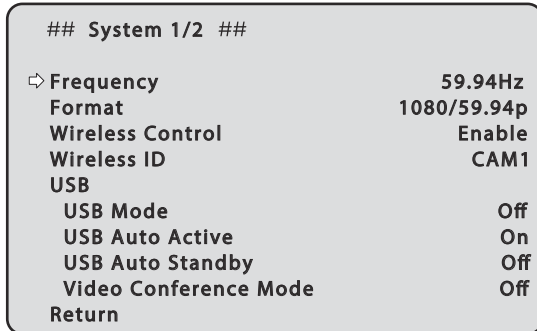 ## System 1/2 ##
⇨ Frequency 59.94Hz
Format 1080/59.94p
Wireless Control Enable
Wireless ID CAM1
USB
USB Mode Off
USB Auto Active On
USB Auto Standby Off
Video Conference Mode Off
Return